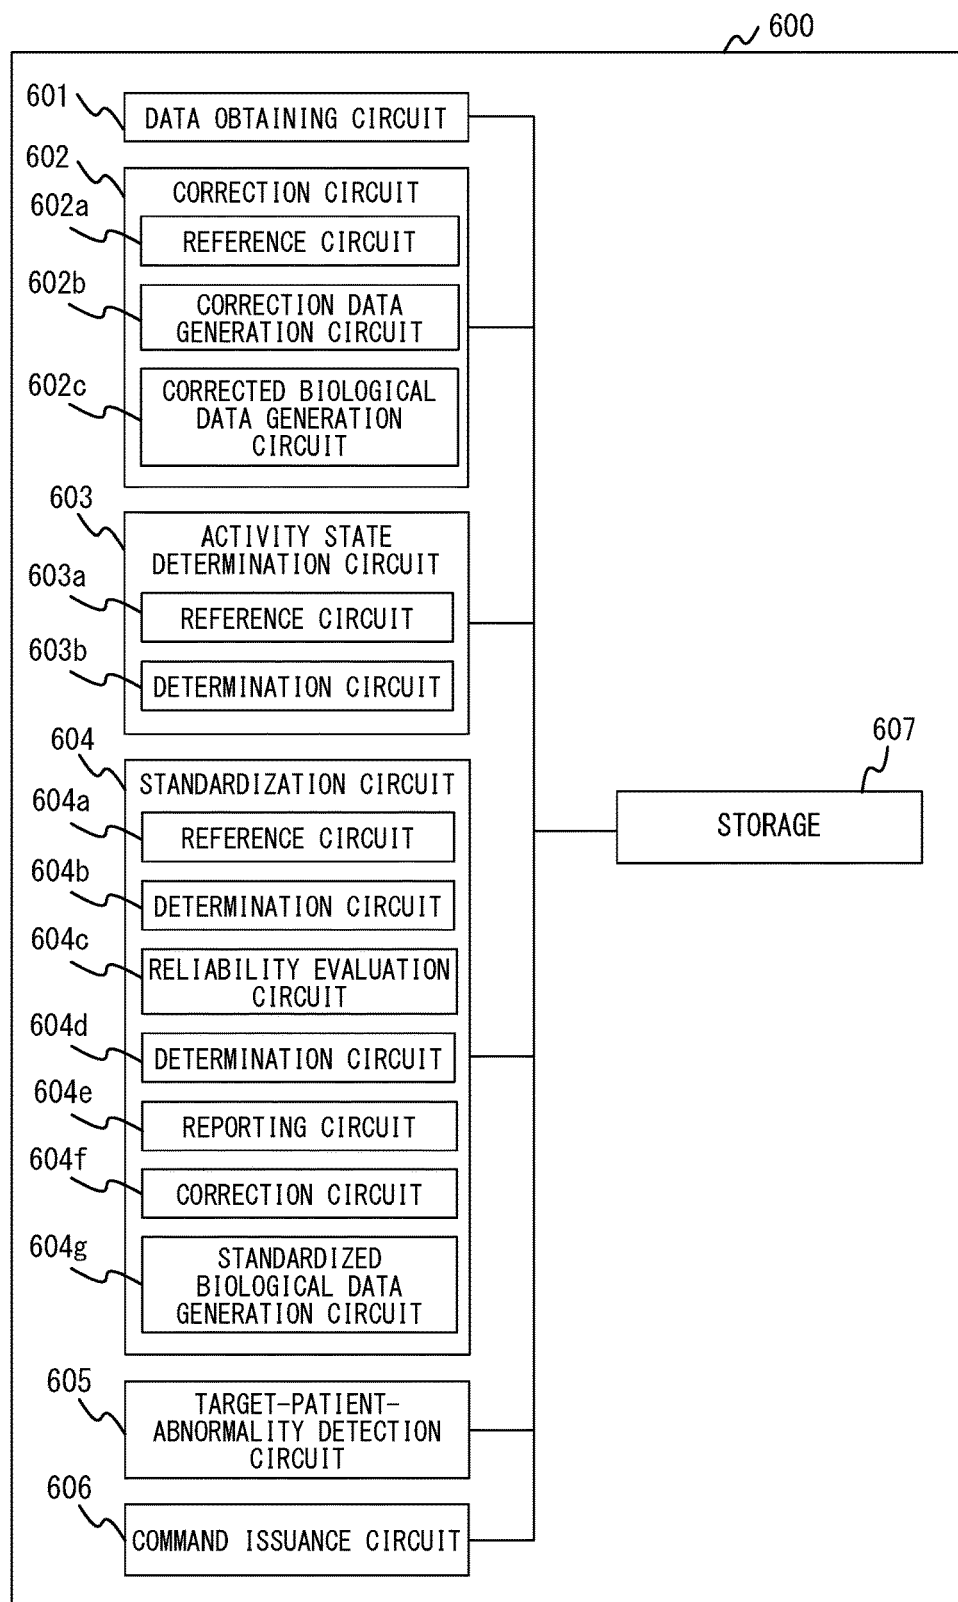 600
601
DATA OBTAINING CIRCUIT
602
CORRECTION CIRCUIT
602a
REFERENCE CIRCUIT
602b
CORRECTION DATA
GENERATION CIRCUIT
602c
CORRECTED BIOLOGICAL
DATA GENERATION
CIRCUIT
603
ACTIVITY STATE
DETERMINATION CIRCUIT
603a
REFERENCE CIRCUIT
603b
DETERMINATION CIRCUIT
604
STANDARDIZATION CIRCUIT
604a
REFERENCE CIRCUIT
604b
DETERMINATION CIRCUIT
604c
RELIABILITY EVALUATION
CIRCUIT
604d
DETERMINATION CIRCUIT
604e
REPORTING CIRCUIT
604f
CORRECTION CIRCUIT
604g
STANDARDIZED
BIOLOGICAL DATA
GENERATION CIRCUIT
605
TARGET-PATIENT-
ABNORMALITY DETECTION
CIRCUIT
606
COMMAND ISSUANCE CIRCUIT
607
STORAGE